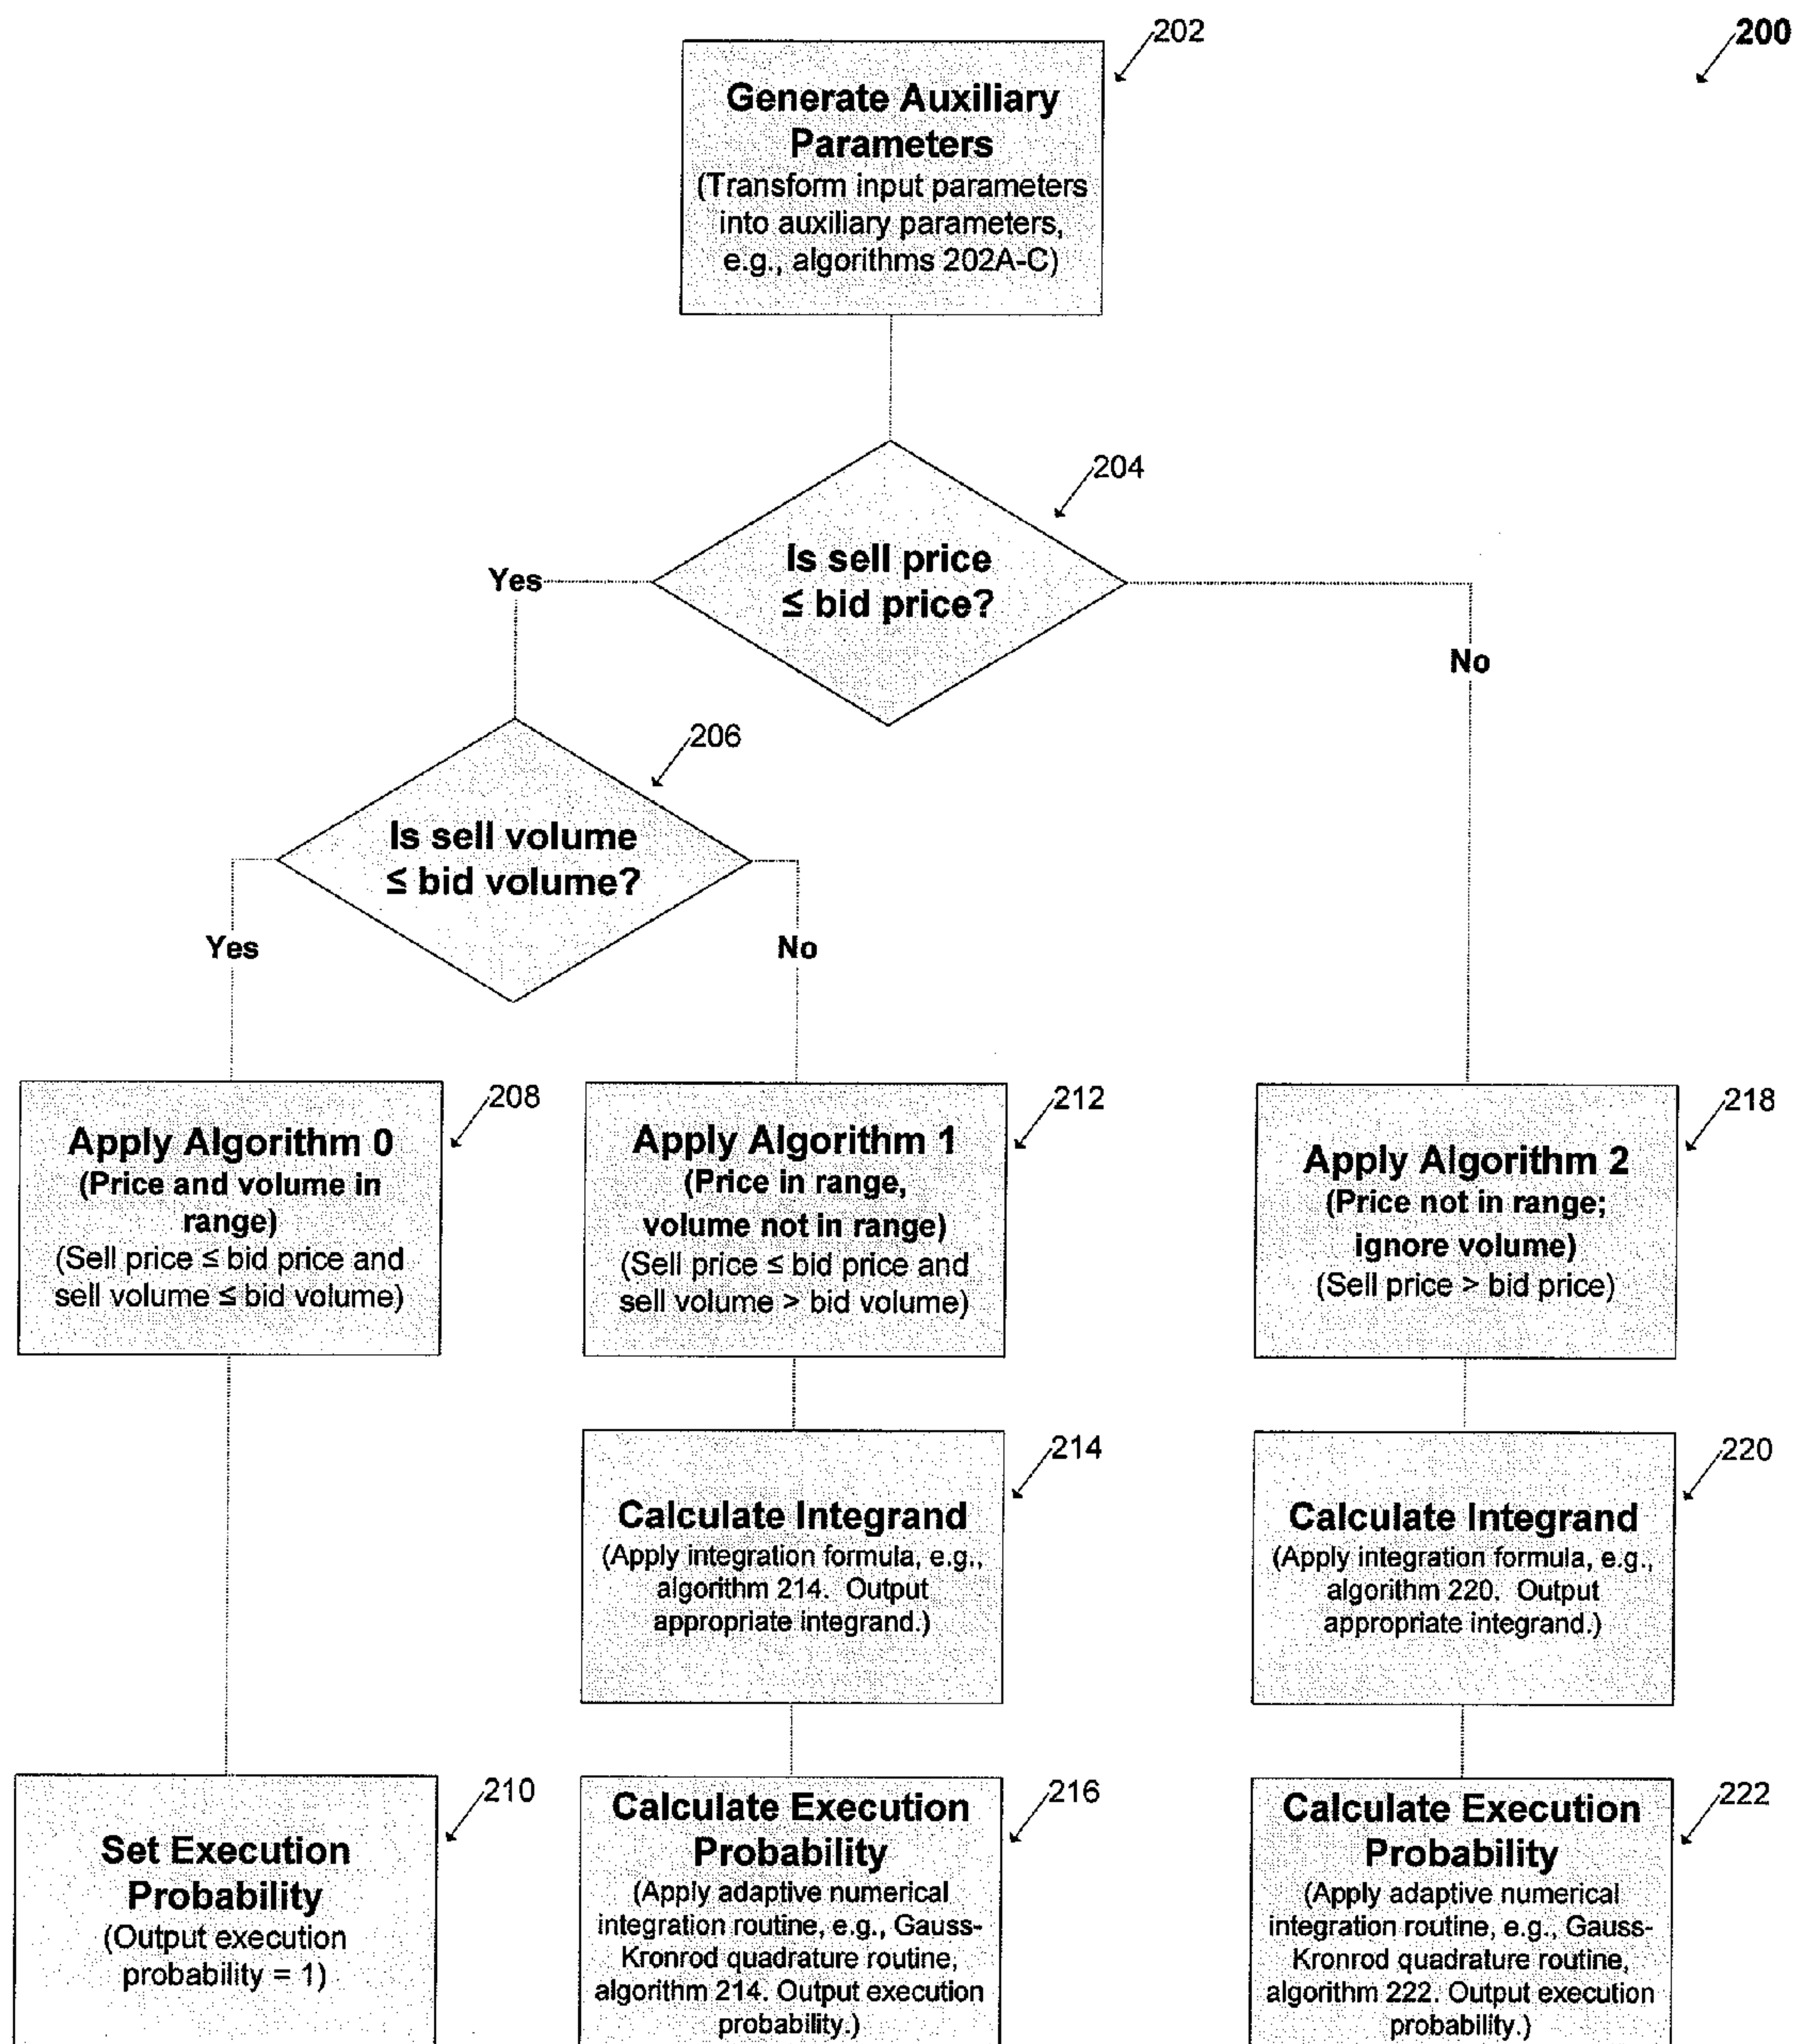 202
200
Generate Auxiliary
Parameters
(Transform input parameters
into auxiliary parameters,
e.g., algorithms 202A-C)
204
Is sell price
≤ bid price?
Yes
No
206
Is sell volume
≤ bid volume?
Yes
No
208
Apply Algorithm 0
(Price and volume in
range)
(Sell price ≤ bid price and
sell volume ≤ bid volume)
212
Apply Algorithm 1
(Price in range,
volume not in range)
(Sell price ≤ bid price and
sell volume > bid volume)
218
Apply Algorithm 2
(Price not in range;
ignore volume)
(Sell price > bid price)
214
Calculate Integrand
(Apply integration formula, e.g.,
algorithm 214. Output
appropriate integrand.)
220
Calculate Integrand
(Apply integration formula, e.g.,
algorithm 220. Output
appropriate integrand.)
210
Set Execution
Probability
(Output execution
probability = 1)
216
Calculate Execution
Probability
(Apply adaptive numerical
integration routine, e.g., Gauss-
Kronrod quadrature routine,
algorithm 214. Output execution
probability.)
222
Calculate Execution
Probability
(Apply adaptive numerical
integration routine, e.g., Gauss-
Kronrod quadrature routine,
algorithm 222. Output execution
probability.)